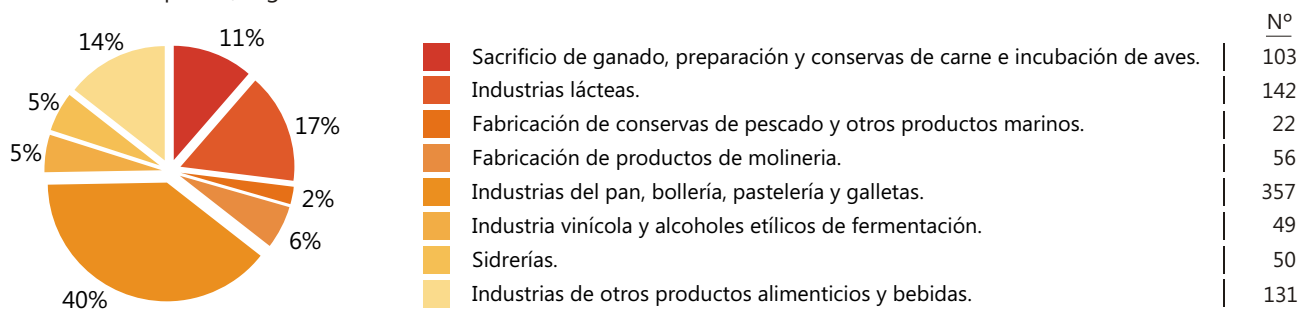 Nº
14%
11%
5%
17%
5%
2%
6%
40%
Sacrificio de ganado, preparación y conservas de carne e incubación de aves. 103
Industrias lácteas. 142
Fabricación de conservas de pescado y otros productos marinos. 22
Fabricación de productos de molineria. 56
Industrias del pan, bollería, pastelería y galletas. 357
Industria vinícola y alcoholes etílicos de fermentación. 49
Sidrerías. 50
Industrias de otros productos alimenticios y bebidas. 131